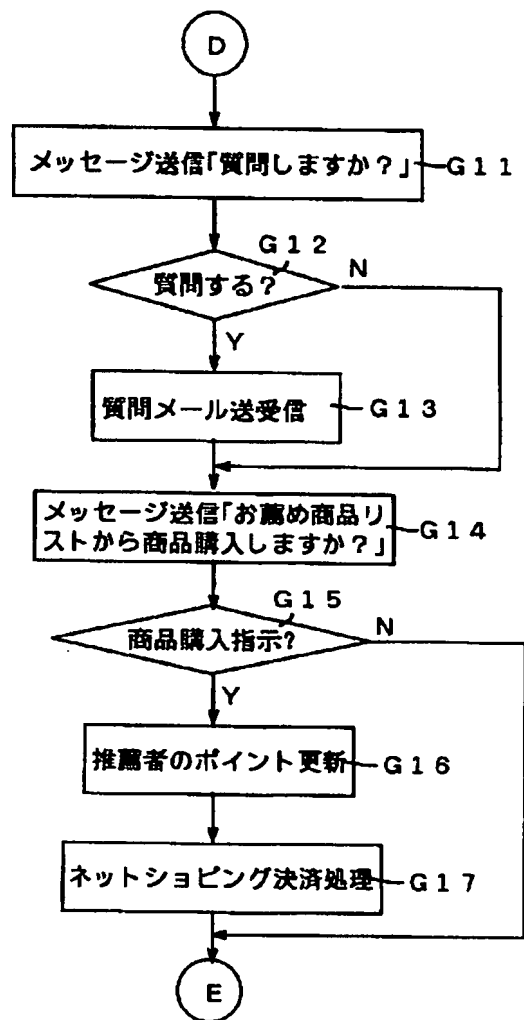 D
メッセージ送信「質問しますか？」
G11
G12
質問する？
N
Y
質問メール送受信
G13
メッセージ送信「お薦め商品リ
ストから商品購入しますか？」
G14
G15
商品購入指示?
N
Y
推薦者のポイント更新
G16
ネットショピング決済処理
G17
E